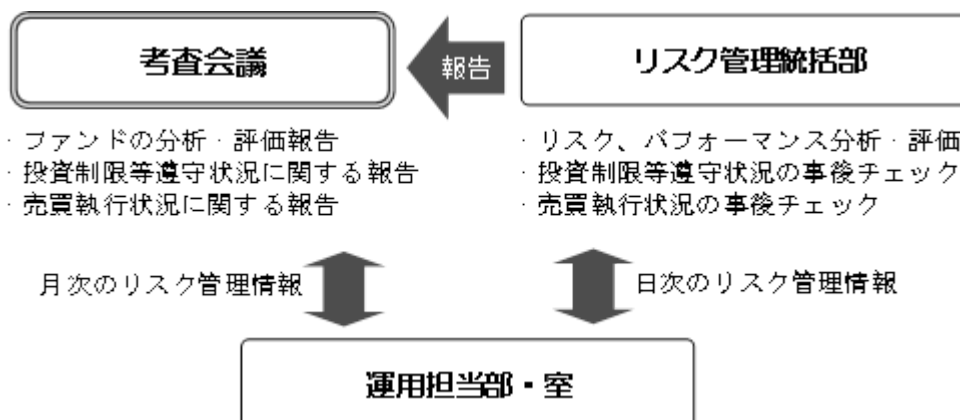 考査会議
報告
リスク管理統括部
· ファンドの分析 · 評価報告
· 投資制限等遵守状況に関する報告
· 売買執行状況に関する報告
· リスク、パフォーマンス分析 · 評価
· 投資制限等遵守状況の事後チェック
· 売買執行状況の事後チェック
月次のリスク管理情報
日次のリスク管理情報
運用担当部・室